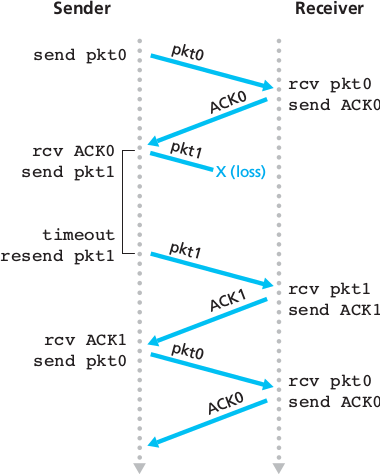 Sender
Receiver
send pkt0
pkt0
rcv pkt0
send ACK0
ACK0
rcv ACK0
send pkt1
pkt1
X (loss)
timeout
resend pkt1
pkt1
rcv pkt1
send ACK1
ACK1
rcv ACK1
send pkt0
pkt0
rcv pkt0
send ACK0
ACK0